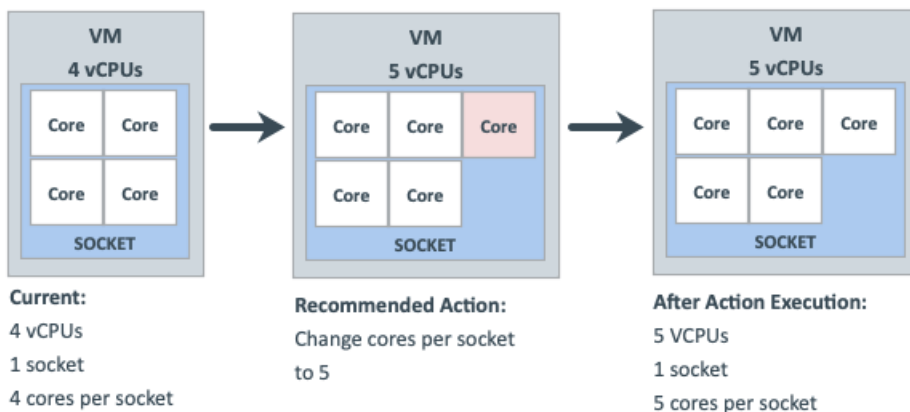 VM
4 vCPUs
Core Core
Core Core
SOCKET
Current:
4 vCPUs
1 socket
4 cores per socket
VM
5 vCPUs
Core Core Core
Core Core
SOCKET
Recommended Action:
Change cores per socket
to 5
VM
5 vCPUs
Core Core Core
Core Core
SOCKET
After Action Execution:
5 VCPUs
1 socket
5 cores per socket